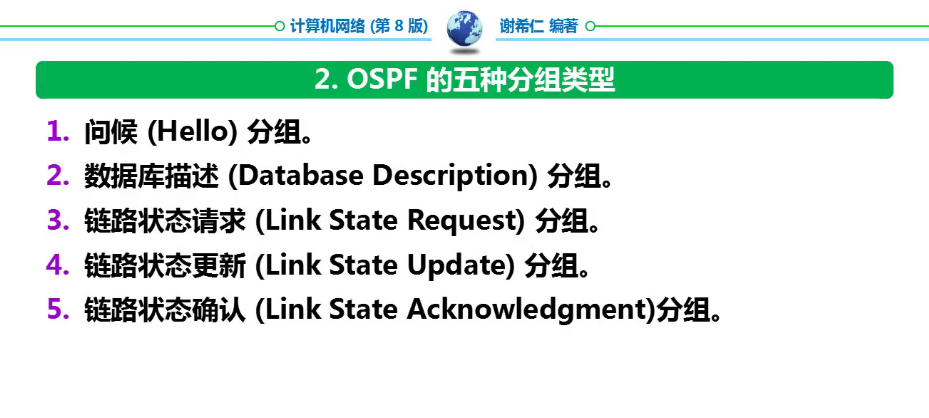 计算机网络 (第 8 版) 谢希仁 编著
2. OSPF 的五种分组类型
1. 问候 (Hello) 分组。
2. 数据库描述 (Database Description) 分组。
3. 链路状态请求 (Link State Request) 分组。
4. 链路状态更新 (Link State Update) 分组。
5. 链路状态确认 (Link State Acknowledgment)分组。